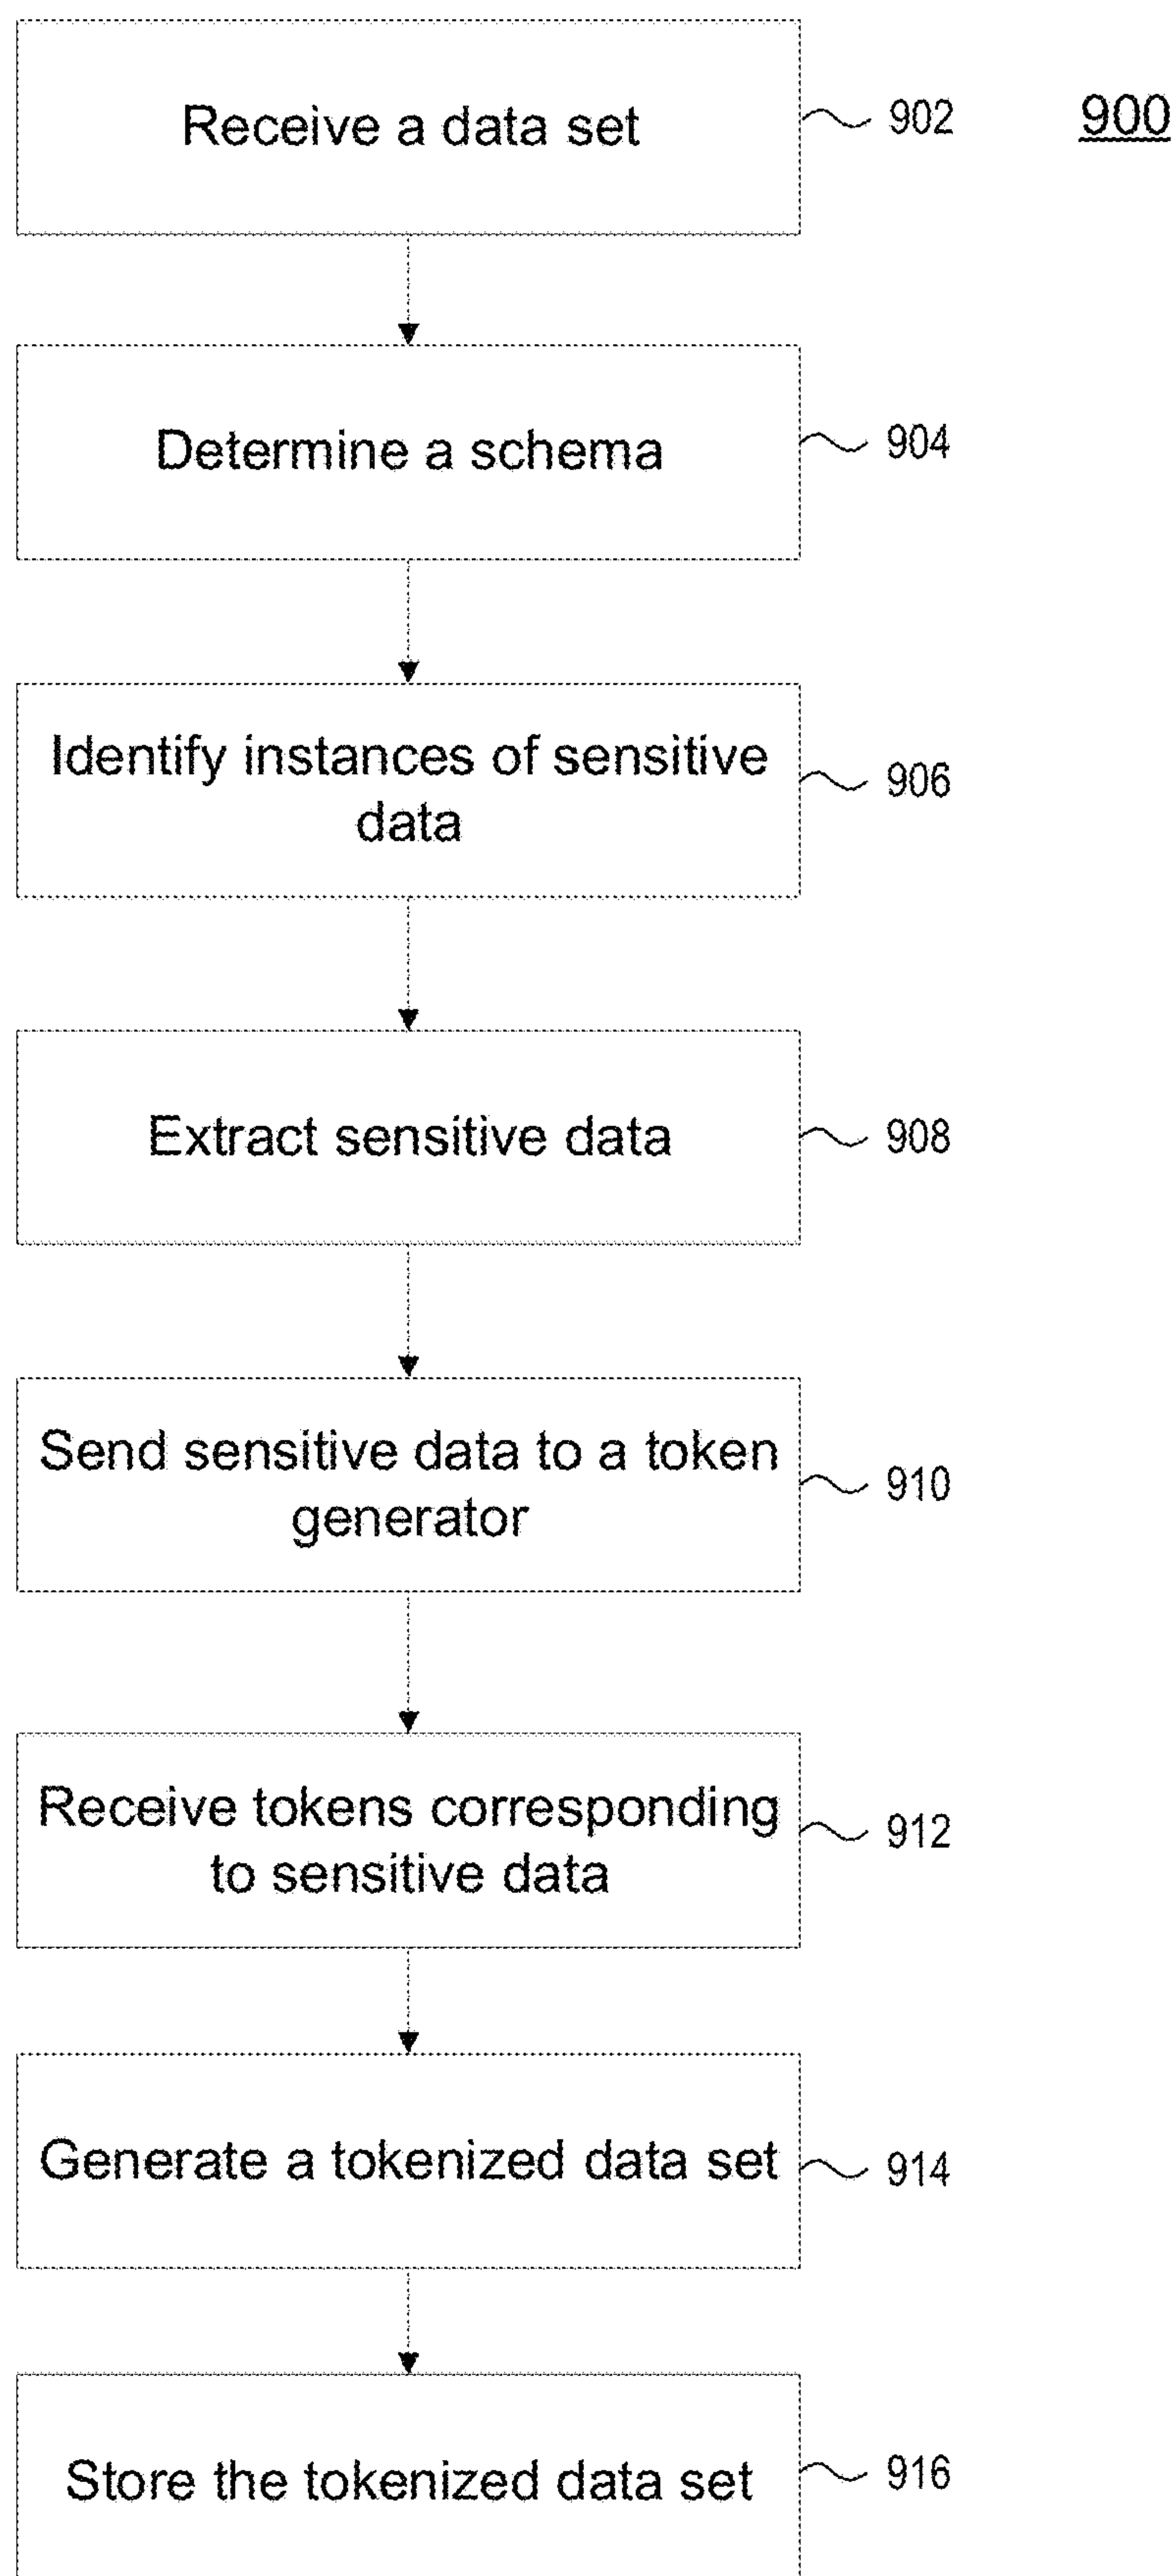 Receive a data set
902
900
Determine a schema
904
Identify instances of sensitive
data
906
Extract sensitive data
908
Send sensitive data to a token
generator
910
Receive tokens corresponding
to sensitive data
912
Generate a tokenized data set
914
Store the tokenized data set
916